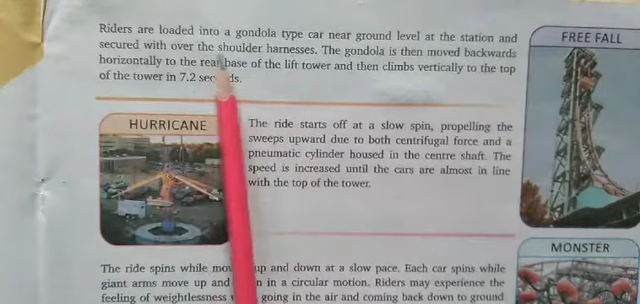 Riders are loaded into a gondola type car near ground level at the station and
secured with over the shoulder harnesses. The gondola is then moved backwards
horizontally to the rear base of the lift tower and then climbs vertically to the top
of the tower in 7.2 seconds.
FREE FALL
HURRICANE
The ride starts off at a slow spin, propelling the
sweeps upward due to both centrifugal force and a
pneumatic cylinder housed in the centre shaft. The
speed is increased until the cars are almost in line
with the top of the tower.
MONSTER
The ride spins while mov up and down at a slow pace. Each car spins while
giant arms move up and n in a circular motion. Riders may experience the
feeling of weightlessness going in the air and coming back down to ground